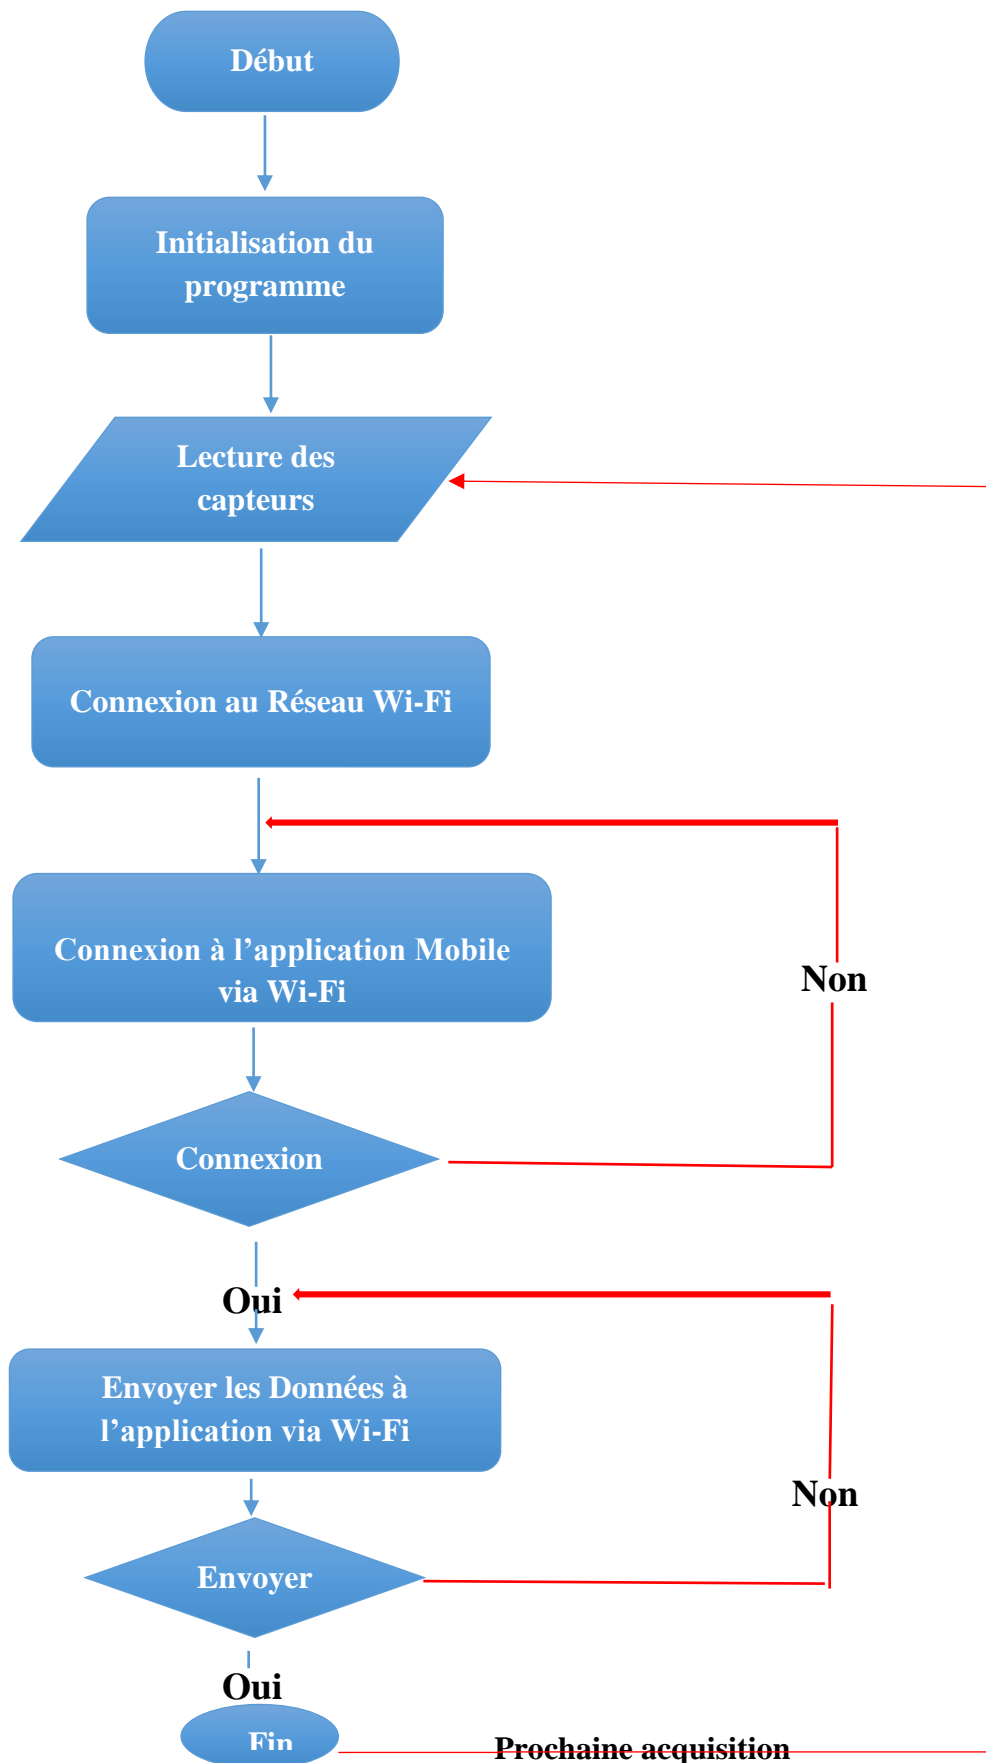 Début
Initialisation du
programme
Lecture des
capteurs
Connexion au Réseau Wi-Fi
Connexion à l’application Mobile
via Wi-Fi
Non
Connexion
Oui
Envoyer les Données à
l’application via Wi-Fi
Non
Envoyer
Oui
Fin
Prochaine acquisition